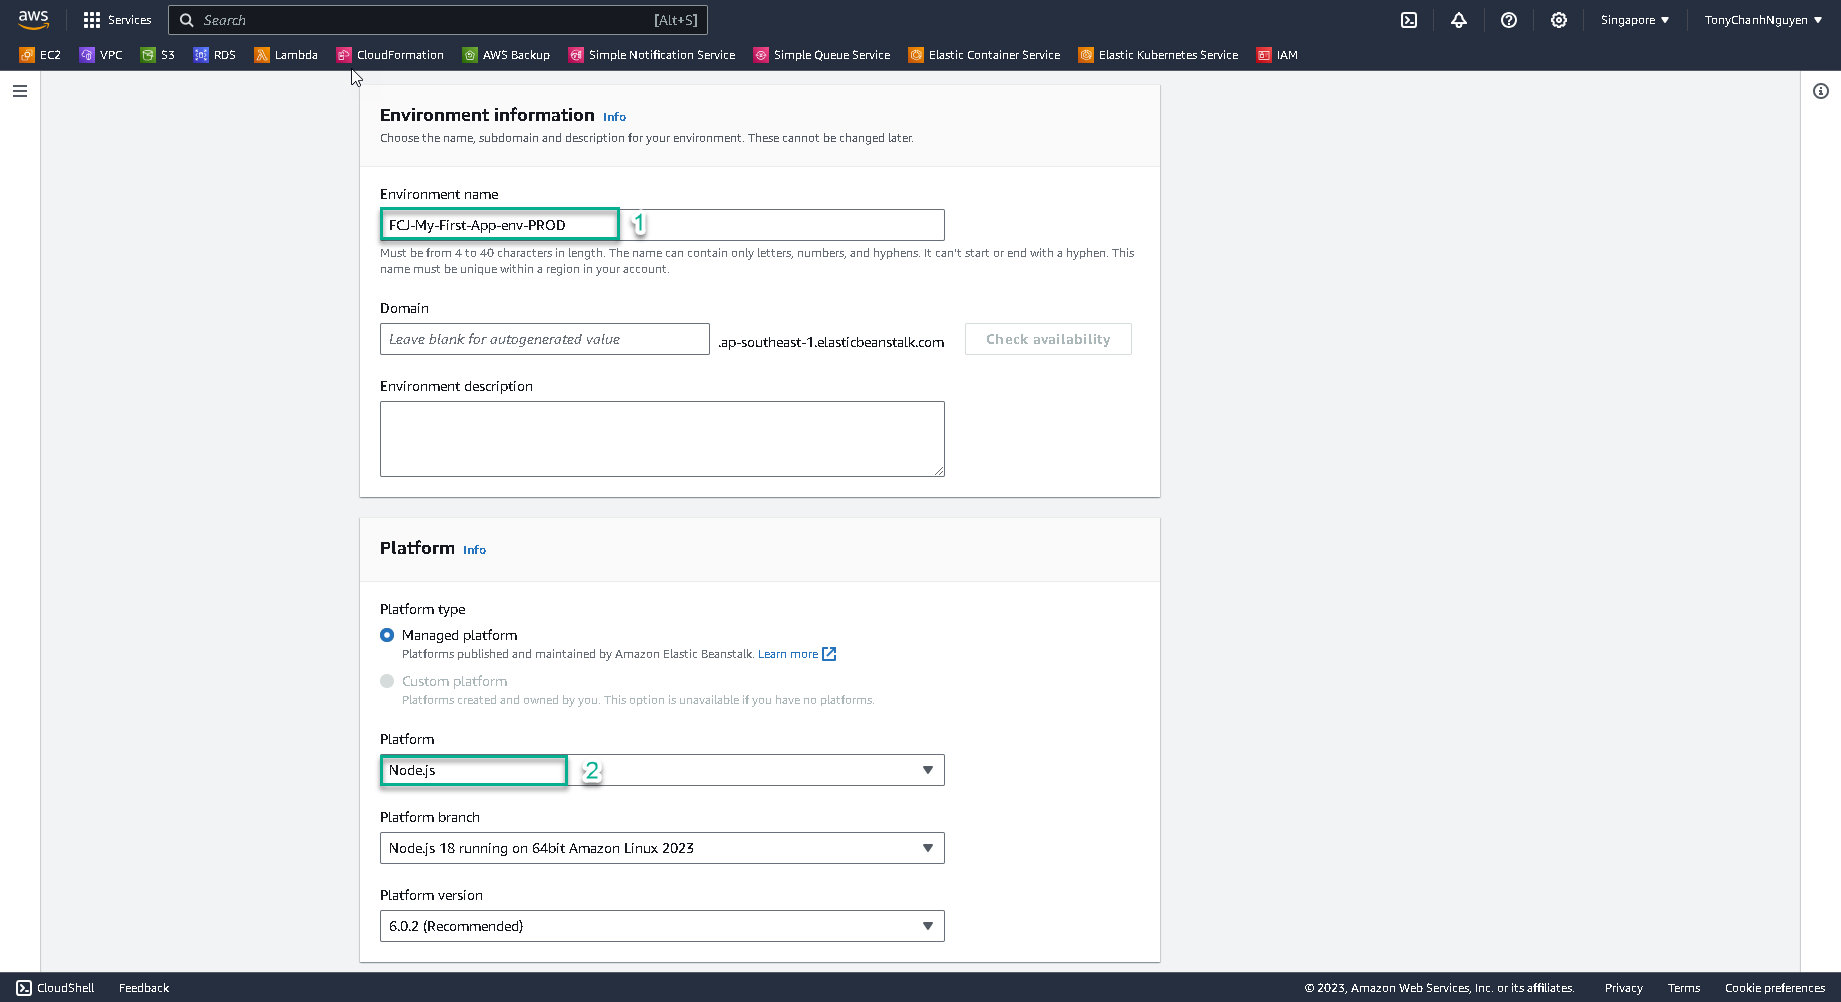 aws
Services
Search
[Alt+S]
Singapore
TonyChanhNguyen
EC2
VPC
S3
RDS
Lambda
CloudFormation
AWS Backup
Simple Notification Service
Simple Queue Service
Elastic Container Service
Elastic Kubernetes Service
IAM
Environment information Info
Choose the name, subdomain and description for your environment. These cannot be changed later.
Environment name
FCJ-My-First-App-env-PROD
1
Must be from 4 to 40 characters in length. The name can contain only letters, numbers, and hyphens. It can't start or end with a hyphen. This
name must be unique within a region in your account.
Domain
Leave blank for autogenerated value
.ap-southeast-1.elasticbeanstalk.com
Check availability
Environment description
Platform Info
Platform type
Managed platform
Platforms published and maintained by Amazon Elastic Beanstalk. Learn more
Custom platform
Platforms created and owned by you. This option is unavailable if you have no platforms.
Platform
Node.js
2
Platform branch
Node.js 18 running on 64bit Amazon Linux 2023
Platform version
6.0.2 (Recommended)
CloudShell
Feedback
© 2023, Amazon Web Services, Inc. or its affiliates.
Privacy
Terms
Cookie preferences